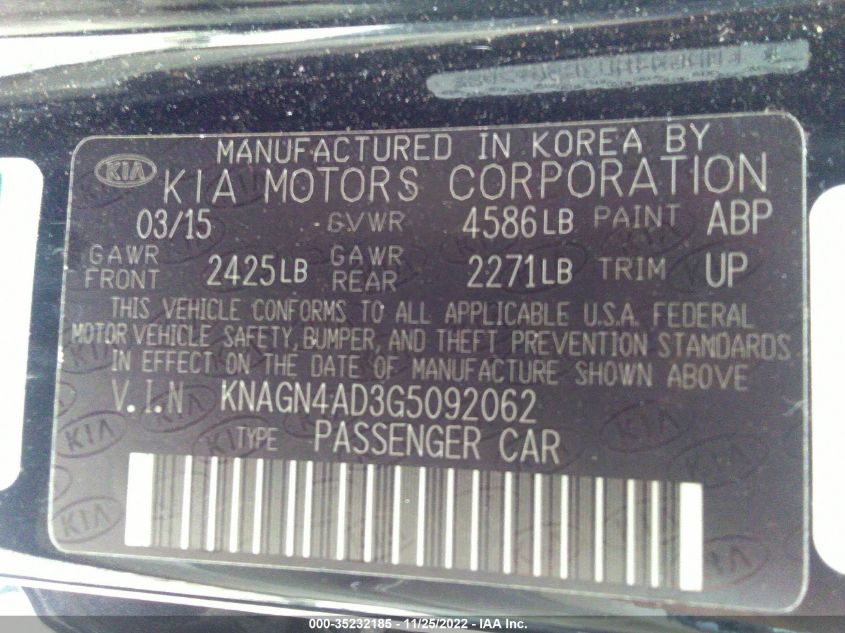 MANUFACTURED IN KOREA BY
KIA KIA MOTORS CORPORATION
03/15 GVWR 4586LB PAINT ABP
GAWR FRONT 2425LB GAWR REAR 2271LB TRIM UP
THIS VEHICLE CONFORMS TO ALL APPLICABLE U.S.A. FEDERAL
MOTOR VEHICLE SAFETY, BUMPER, AND THEFT PREVENTION STANDARDS
IN EFFECT ON THE DATE OF MANUFACTURE SHOWN ABOVE
V.I.N KNAGN4AD3G5092062
TYPE PASSENGER CAR
000-35232185 - 11/25/2022 - IAA Inc.